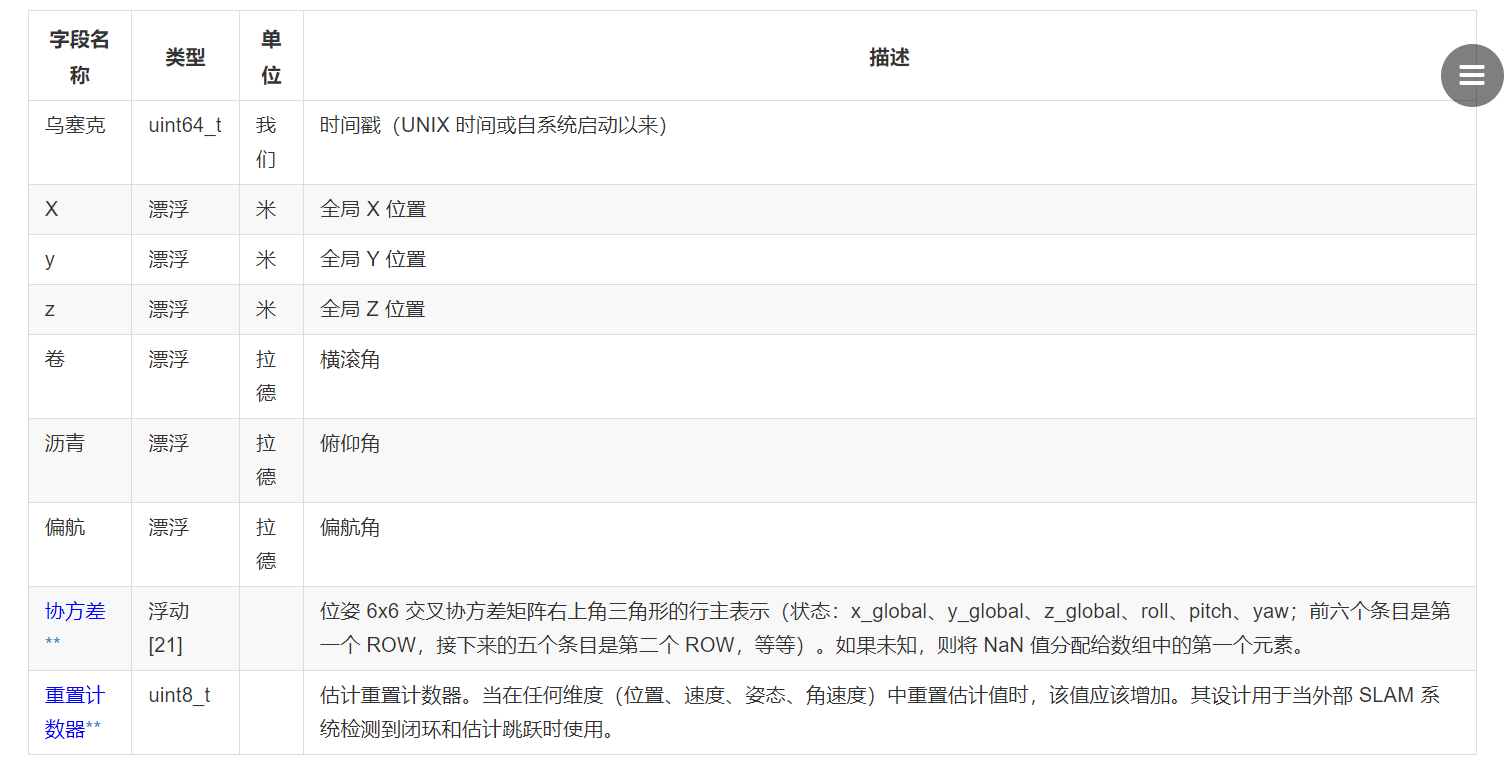 字段名
称
类型
单
位
描述
乌塞克
uint64_t
我
们
时间戳（UNIX 时间或自系统启动以来）
X
漂浮
米
全局 X 位置
y
漂浮
米
全局 Y 位置
z
漂浮
米
全局 Z 位置
卷
漂浮
拉
德
横滚角
沥青
漂浮
拉
德
俯仰角
偏航
漂浮
拉
德
偏航角
协方差
**
浮动
[21]
位姿 6x6 交叉协方差矩阵右上角三角形的行主表示（状态：x_global、y_global、z_global、roll、pitch、yaw；前六个条目是第
一个 ROW，接下来的五个条目是第二个 ROW，等等）。如果未知，则将 NaN 值分配给数组中的第一个元素。
重置计
数器**
uint8_t
估计重置计数器。当在任何维度（位置、速度、姿态、角速度）中重置估计值时，该值应该增加。其设计用于当外部 SLAM 系
统检测到闭环和估计跳跃时使用。